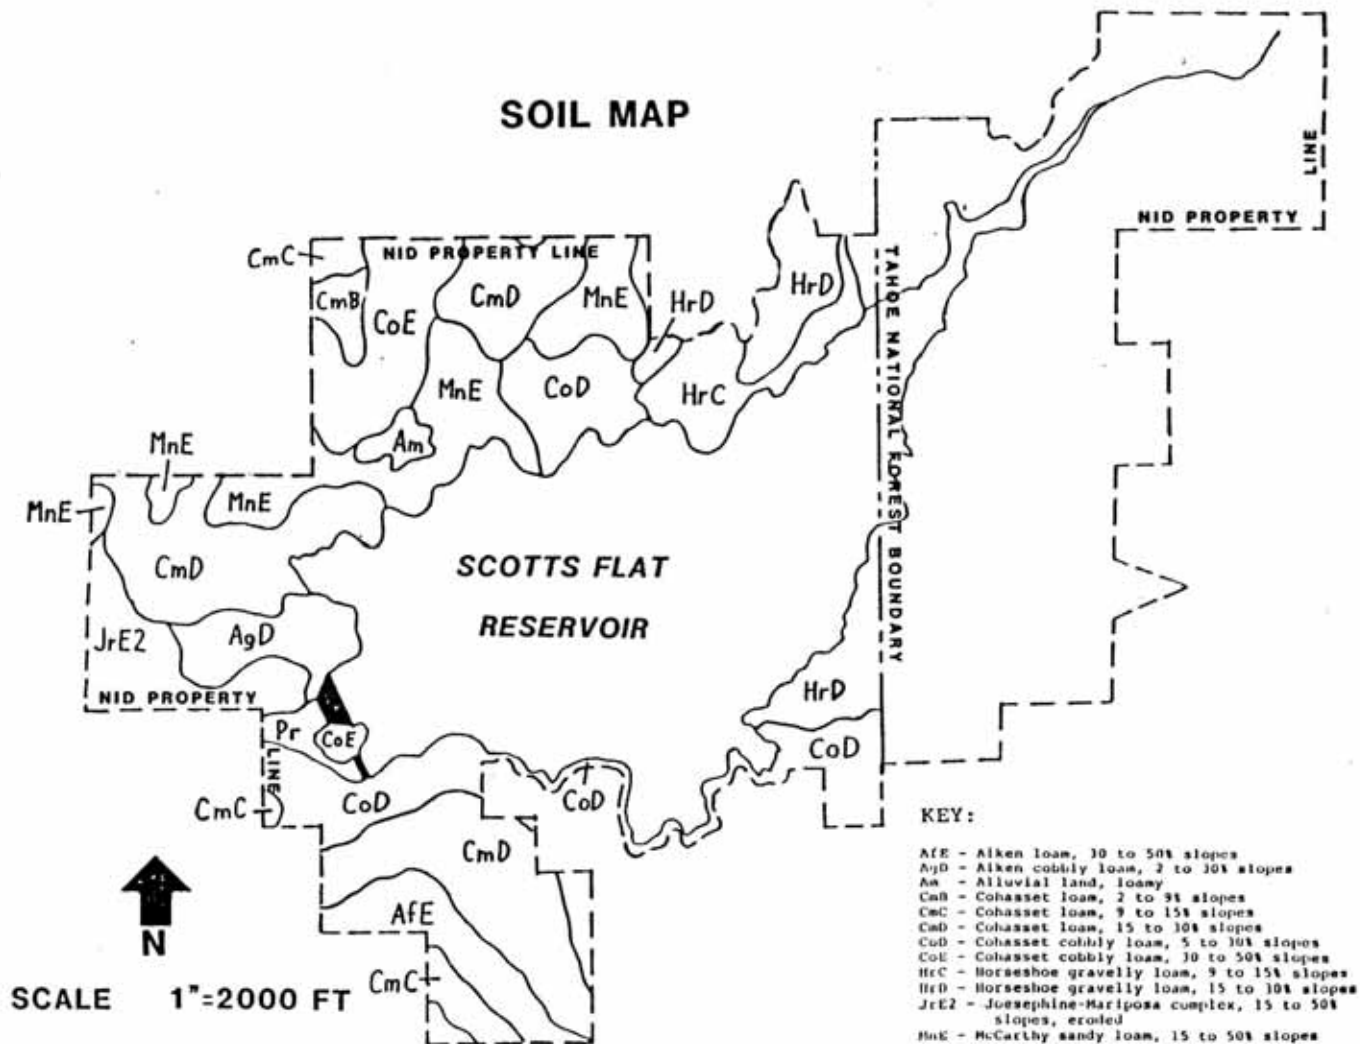 SOIL MAP
LINE
NID PROPERTY
NID PROPERTY LINE
CmC
CmB
CoE
CmD
MnE
HrD
HrD
MnE
CoD
HrC
Am
MnE
MnE
MnE
CmD
TAHOE NATIONAL FOREST BOUNDARY
SCOTTS FLAT
RESERVOIR
JrE2
AgD
NID PROPERTY
LINE
Pr
CoE
HrD
CoD
CmC
CoD
CoD
CmD
AfE
CmC
N
SCALE 1"=2000 FT
KEY:
AfE - Aiken loam, 30 to 50% slopes
AgD - Aiken cobbly loam, 2 to 30% slopes
Am - Alluvial land, loamy
CmB - Cohasset loam, 2 to 9% slopes
CmC - Cohasset loam, 9 to 15% slopes
CmD - Cohasset loam, 15 to 30% slopes
CoD - Cohasset cobbly loam, 5 to 30% slopes
CoE - Cohasset cobbly loam, 30 to 50% slopes
HrC - Horseshoe gravelly loam, 9 to 15% slopes
HrD - Horseshoe gravelly loam, 15 to 30% slopes
JrE2 - Joesephine-Mariposa complex, 15 to 50%
slopes, eroded
MnE - McCarthy sandy loam, 15 to 50% slopes